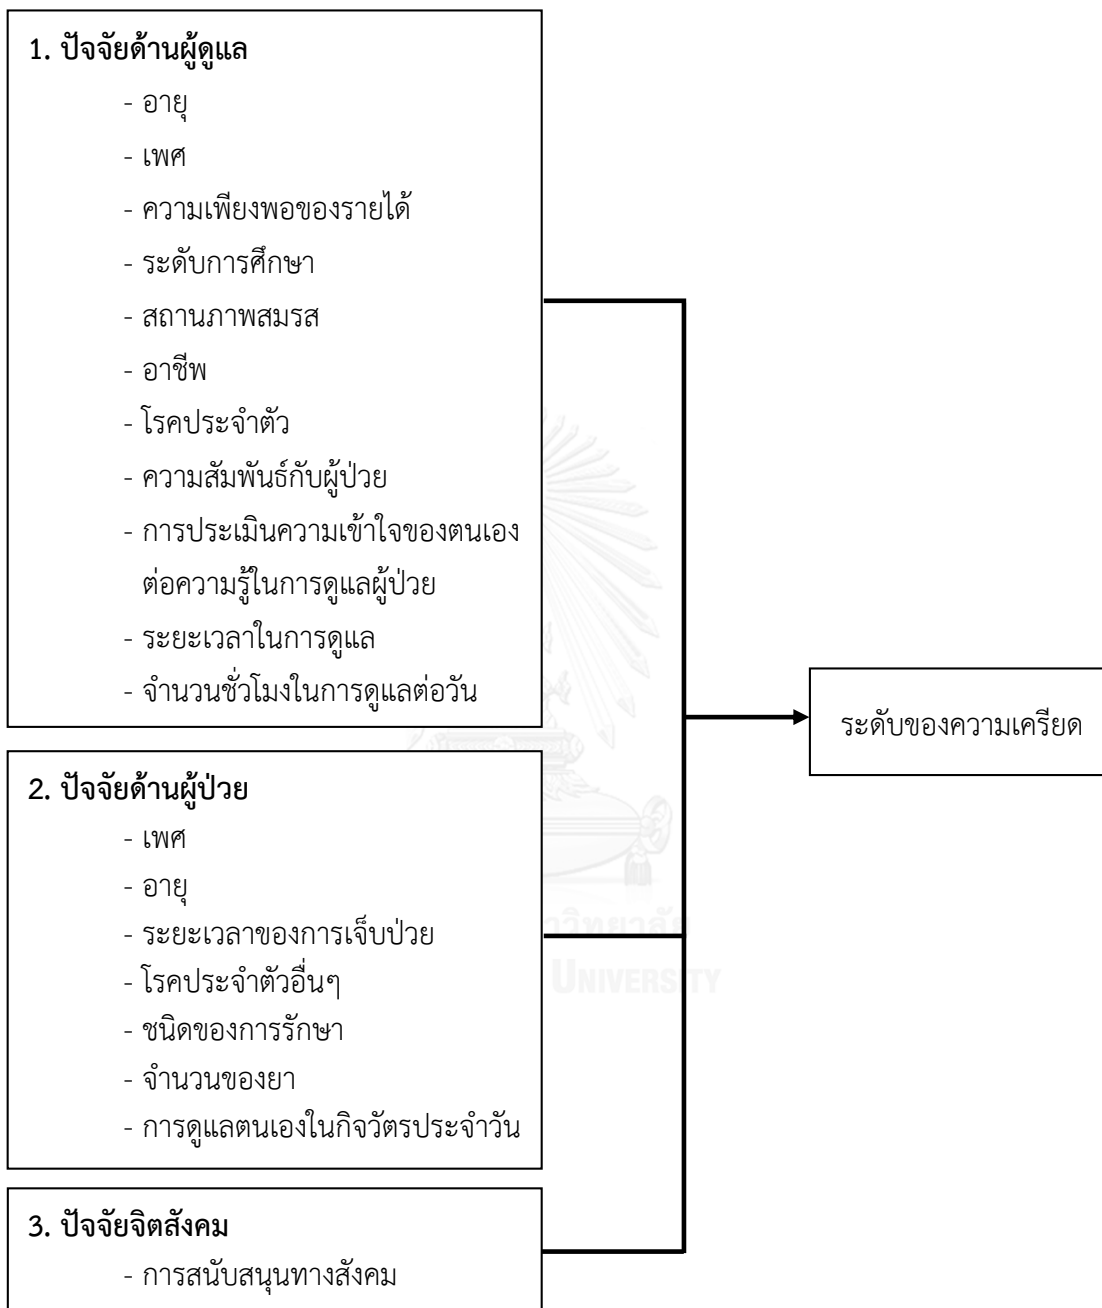 1. ปัจจัยด้านผู้ดูแล
- อายุ
- เพศ
- ความเพียงพอของรายได้
- ระดับการศึกษา
- สถานภาพสมรส
- อาชีพ
- โรคประจำตัว
- ความสัมพันธ์กับผู้ป่วย
- การประเมินความเข้าใจของตนเอง
ต่อความรู้ในการดูแลผู้ป่วย
- ระยะเวลาในการดูแล
- จำนวนชั่วโมงในการดูแลต่อวัน
ระดับของความเครียด
2. ปัจจัยด้านผู้ป่วย
- เพศ
- อายุ
- ระยะเวลาของการเจ็บป่วย
- โรคประจำตัวอื่นๆ
- ชนิดของการรักษา
- จำนวนของยา
- การดูแลตนเองในกิจวัตรประจำวัน
3. ปัจจัยจิตสังคม
- การสนับสนุนทางสังคม
UNIVERSITY